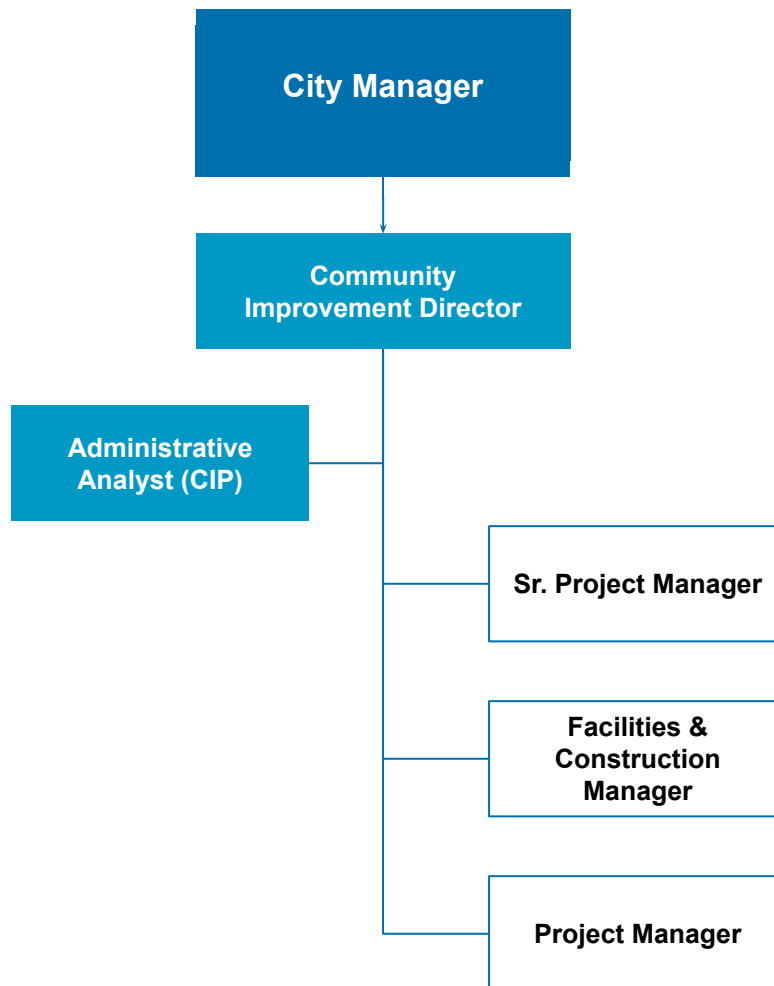 City Manager
Community
Improvement Director
Administrative
Analyst (CIP)
Sr. Project Manager
Facilities &
Construction
Manager
Project Manager